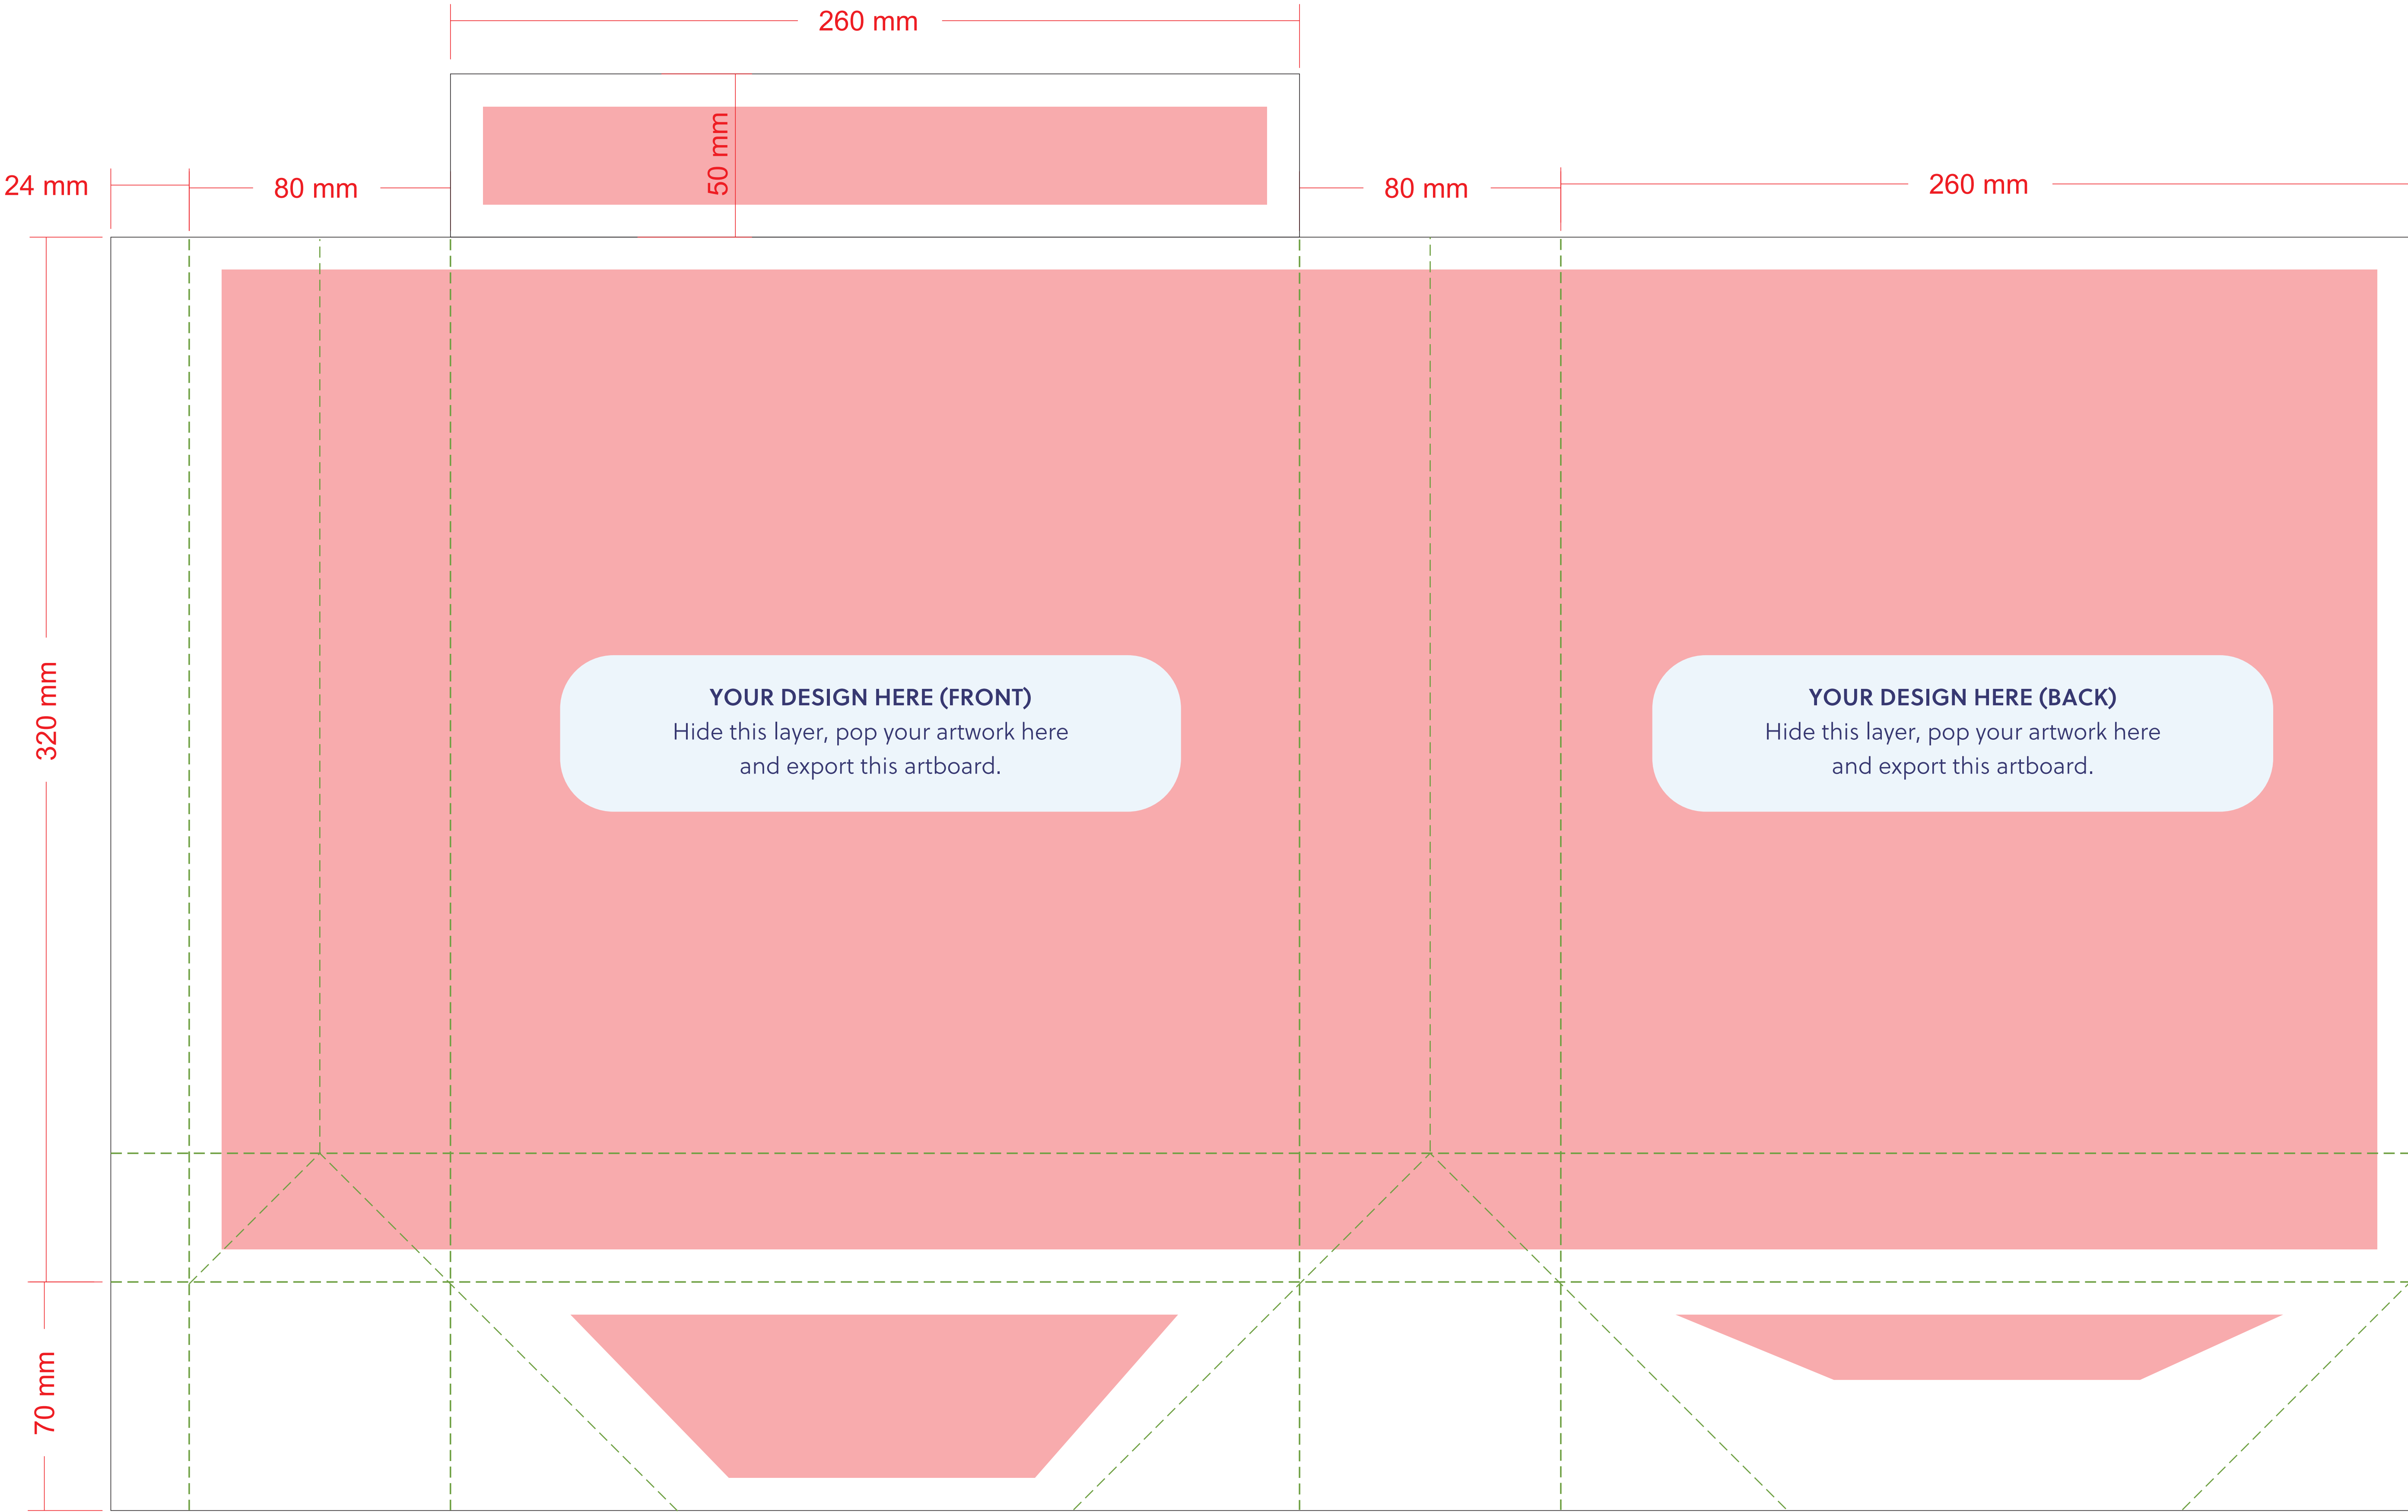 260 mm
50 mm
24 mm
80 mm
80 mm
260 mm
320 mm
YOUR DESIGN HERE (FRONT)
Hide this layer, pop your artwork here
and export this artboard.
YOUR DESIGN HERE (BACK)
Hide this layer, pop your artwork here
and export this artboard.
70 mm